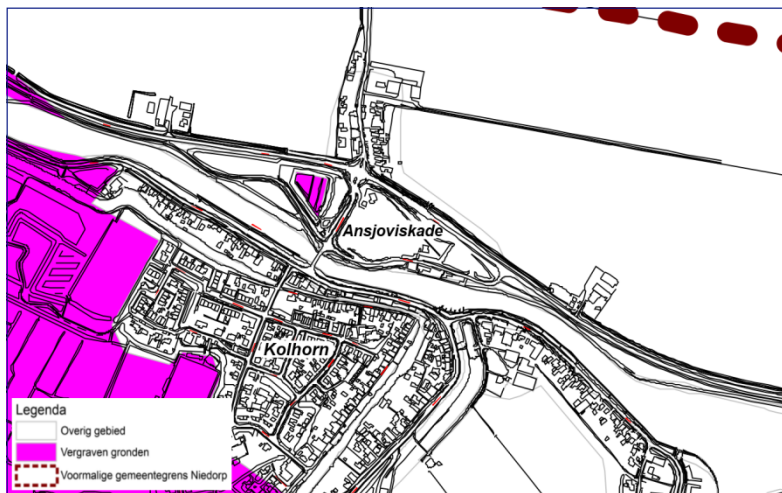 Ansjoviskade
Kolhorn
Legenda
Overig gebied
Vergraven gronden
Voormalige gemeentegrens Niedorp